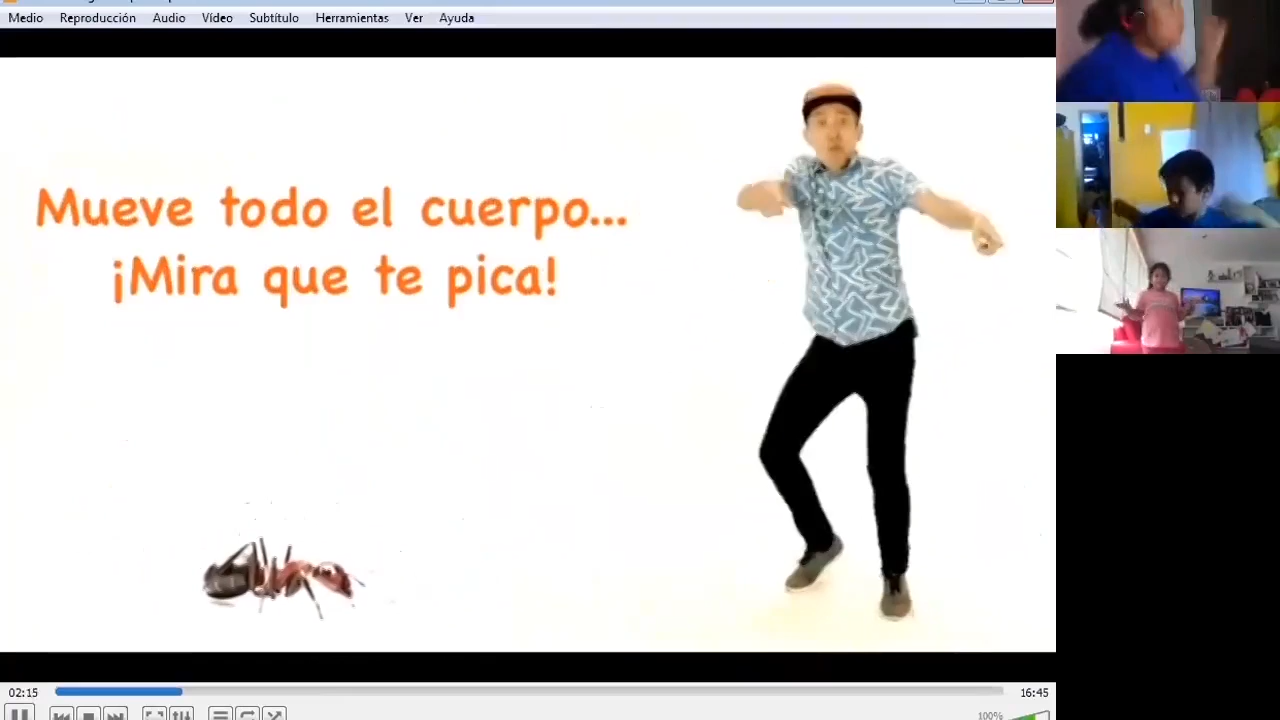 Medio Reproducción Audio Vídeo Subtítulo Herramientas Ver Ayuda
Mueve todo el cuerpo...
¡Mira que te pica!
02:15
16:45
100%